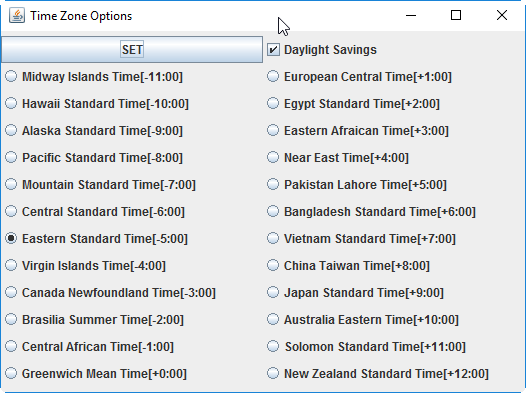 Time Zone Options
SET
Daylight Savings
Midway Islands Time[-11:00]
European Central Time[+1:00]
Hawaii Standard Time[-10:00]
Egypt Standard Time[+2:00]
Alaska Standard Time[-9:00]
Eastern Afraican Time[+3:00]
Pacific Standard Time[-8:00]
Near East Time[+4:00]
Mountain Standard Time[-7:00]
Pakistan Lahore Time[+5:00]
Central Standard Time[-6:00]
Bangladesh Standard Time[+6:00]
Eastern Standard Time[-5:00]
Vietnam Standard Time[+7:00]
Virgin Islands Time[-4:00]
China Taiwan Time[+8:00]
Canada Newfoundland Time[-3:00]
Japan Standard Time[+9:00]
Brasilia Summer Time[-2:00]
Australia Eastern Time[+10:00]
Central African Time[-1:00]
Solomon Standard Time[+11:00]
Greenwich Mean Time[+0:00]
New Zealand Standard Time[+12:00]